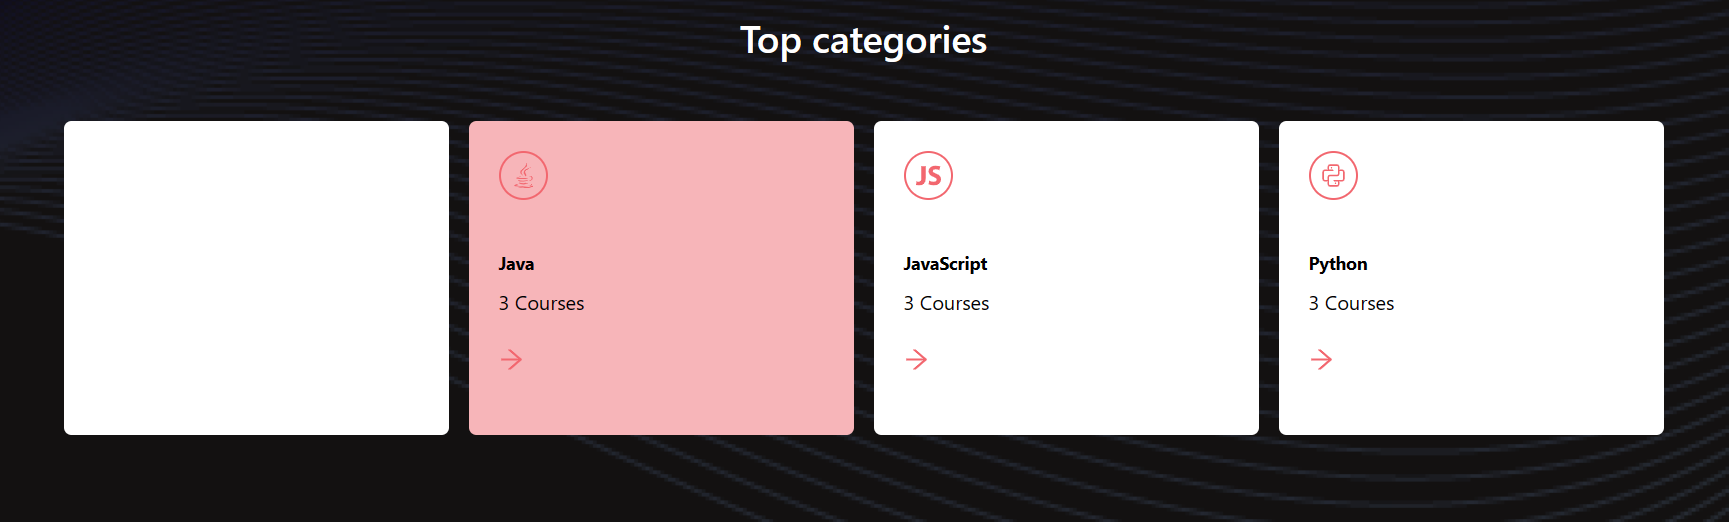 Top categories
Java
3 Courses
JS
JavaScript
3 Courses
Python
3 Courses